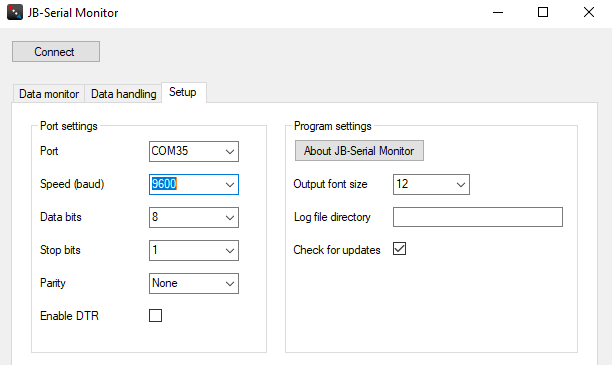 JB-Serial Monitor
Connect
Data monitor Data handling Setup
Port settings
Port COM35
Speed (baud) 9600
Data bits 8
Stop bits 1
Parity None
Enable DTR
Program settings
About JB-Serial Monitor
Output font size 12
Log file directory
Check for updates